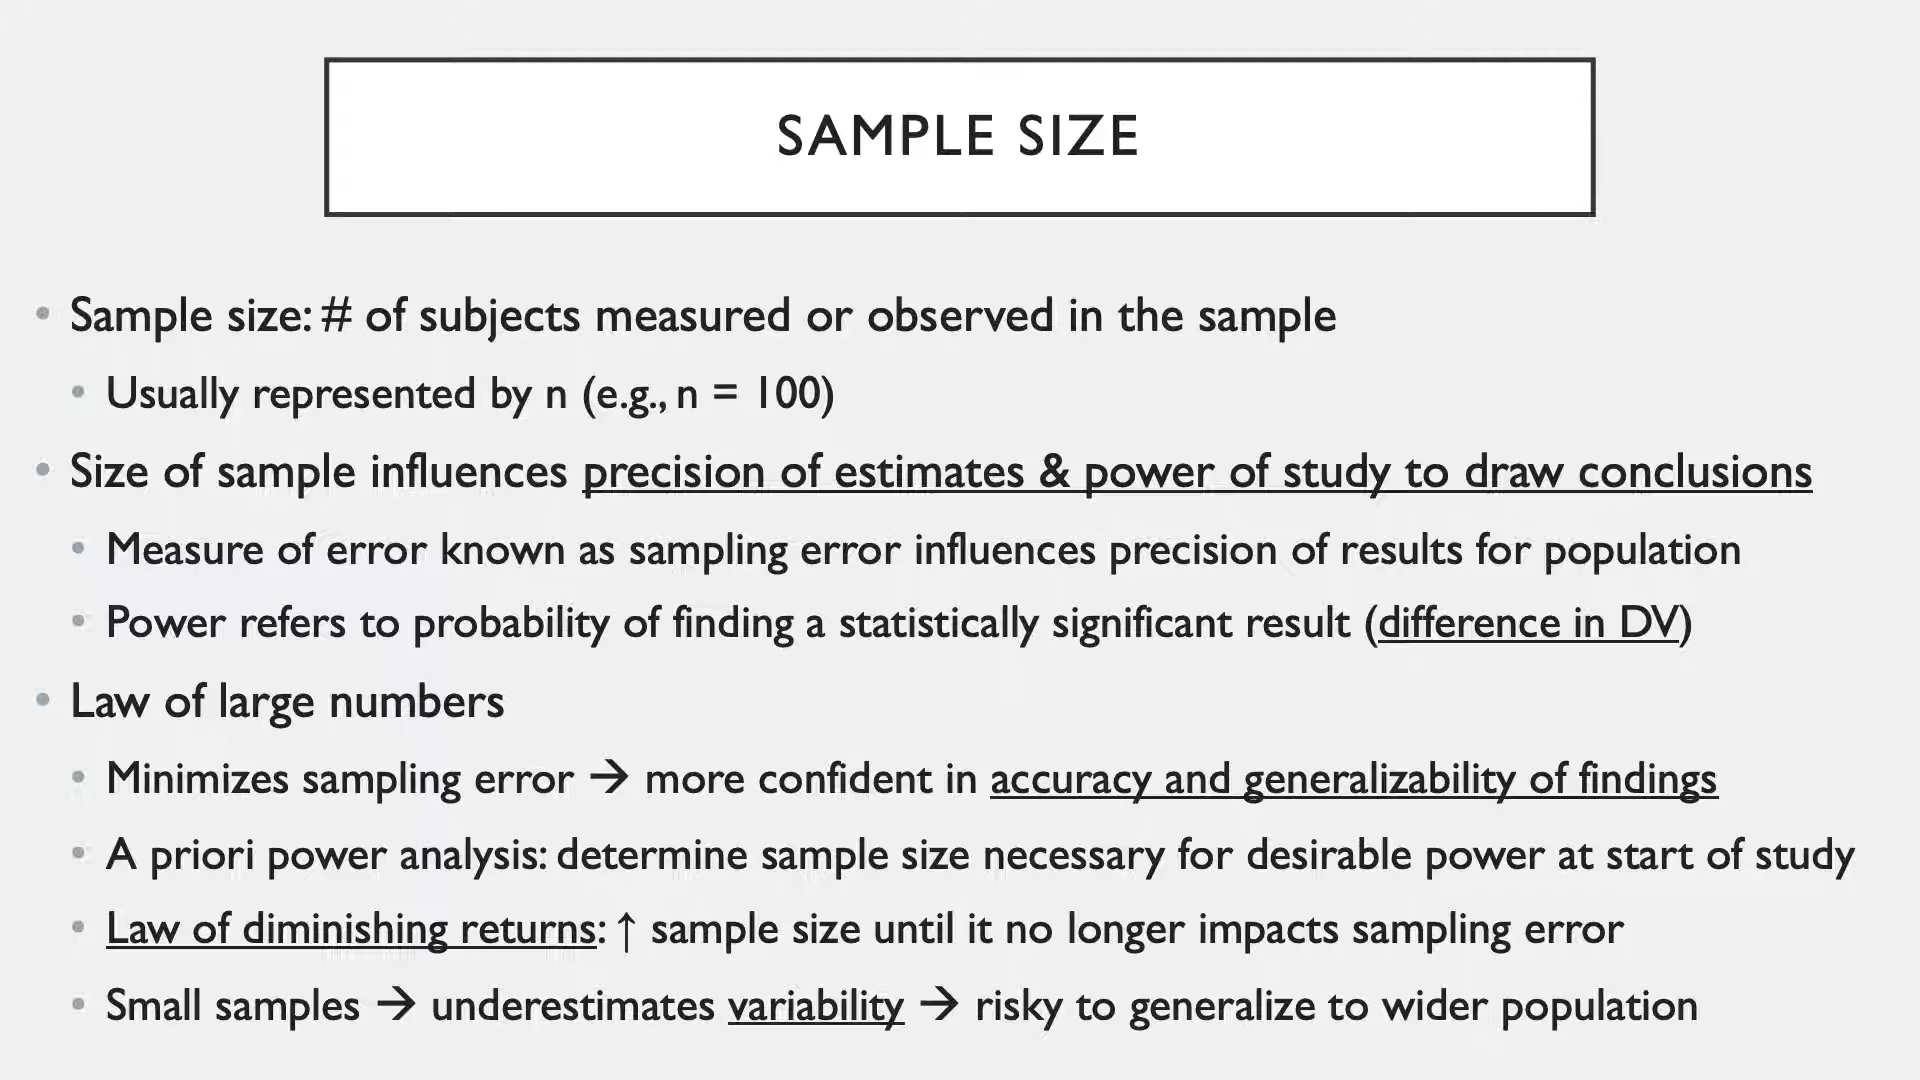 SAMPLE SIZE
• Sample size: # of subjects measured or observed in the sample
• Usually represented by n (e.g., n = 100)
• Size of sample influences precision of estimates & power of study to draw conclusions
• Measure of error known as sampling error influences precision of results for population
• Power refers to probability of finding a statistically significant result (difference in DV)
• Law of large numbers
• Minimizes sampling error → more confident in accuracy and generalizability of findings
• A priori power analysis: determine sample size necessary for desirable power at start of study
• Law of diminishing returns: ↑ sample size until it no longer impacts sampling error
• Small samples → underestimates variability → risky to generalize to wider population